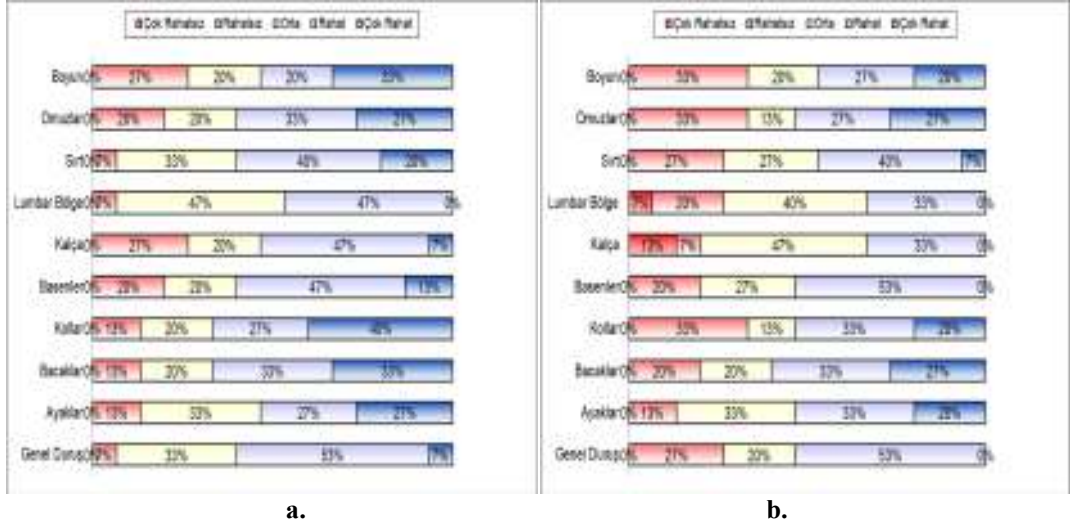 Çok Rahatsız Rahatsız Orta Rahat Çok Rahat
Boyun 0% 27% 20% 20% 33%
Omuzlar 0% 20% 20% 33% 27%
Sırt 0% 7% 33% 40% 20%
Lumbar Bölge 0% 7% 47% 47% 0%
Kalça 0% 27% 20% 47% 7%
Basenler 0% 20% 20% 47% 13%
Kollar 0% 13% 20% 27% 40%
Bacaklar 0% 13% 20% 33% 33%
Ayaklar 0% 13% 33% 27% 27%
Genel Duruş 0% 7% 33% 53% 7%
a.
Çok Rahatsız Rahatsız Orta Rahat Çok Rahat
Boyun 0% 33% 20% 27% 20%
Omuzlar 0% 33% 13% 27% 27%
Sırt 0% 27% 27% 40% 7%
Lumbar Bölge 7% 20% 40% 33% 0%
Kalça 13% 7% 47% 33% 0%
Basenler 0% 20% 27% 53% 0%
Kollar 0% 33% 13% 33% 20%
Bacaklar 0% 20% 20% 33% 27%
Ayaklar 0% 13% 33% 33% 20%
Genel Duruş 0% 27% 20% 53% 0%
b.